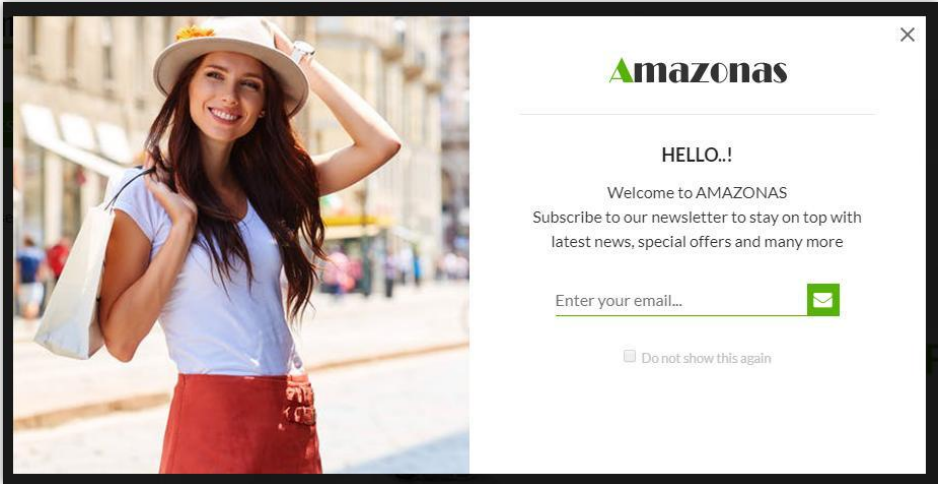 Amazonas
HELLO..!
Welcome to AMAZONAS
Subscribe to our newsletter to stay on top with
latest news, special offers and many more
Enter your email...
Do not show this again